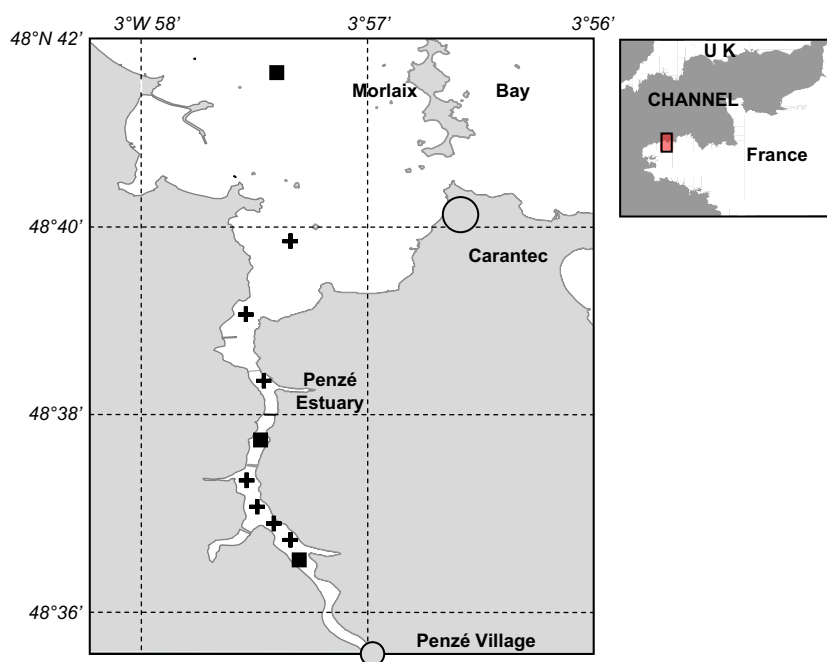 3°W 58’ 3°57’ 3°56’
48°N 42’
Morlaix Bay
48°40’
Carantec
Penzé
Estuary
48°38’
48°36’
Penzé Village
U K
CHANNEL
France